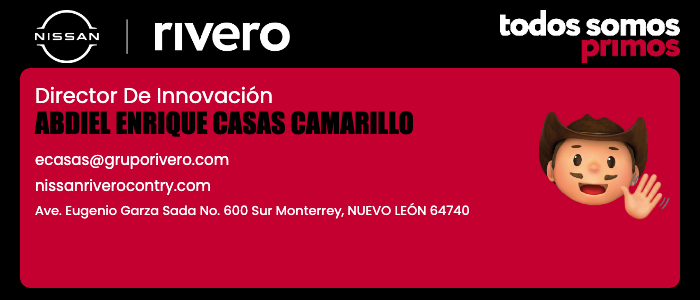 NISSAN
rivero
todos somos
primos
Director De Innovación
ABDIEL ENRIQUE CASAS CAMARILLO
ecasas@gruporivero.com
nissanriverocontry.com
Ave. Eugenio Garza Sada No. 600 Sur Monterrey, NUEVO LEÓN 64740